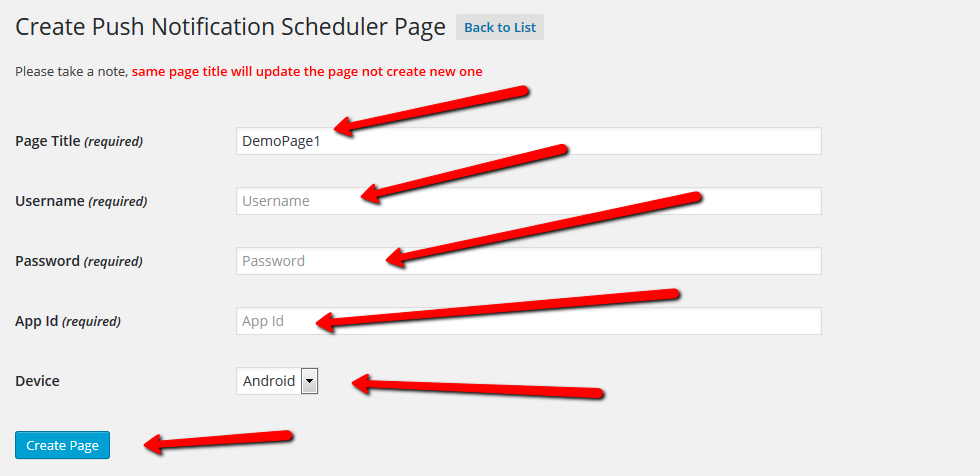 Create Push Notification Scheduler Page Back to List
Please take a note, same page title will update the page not create new one
Page Title (required) DemoPage1
Username (required) Username
Password (required) Password
App Id (required) App Id
Device Android
Create Page